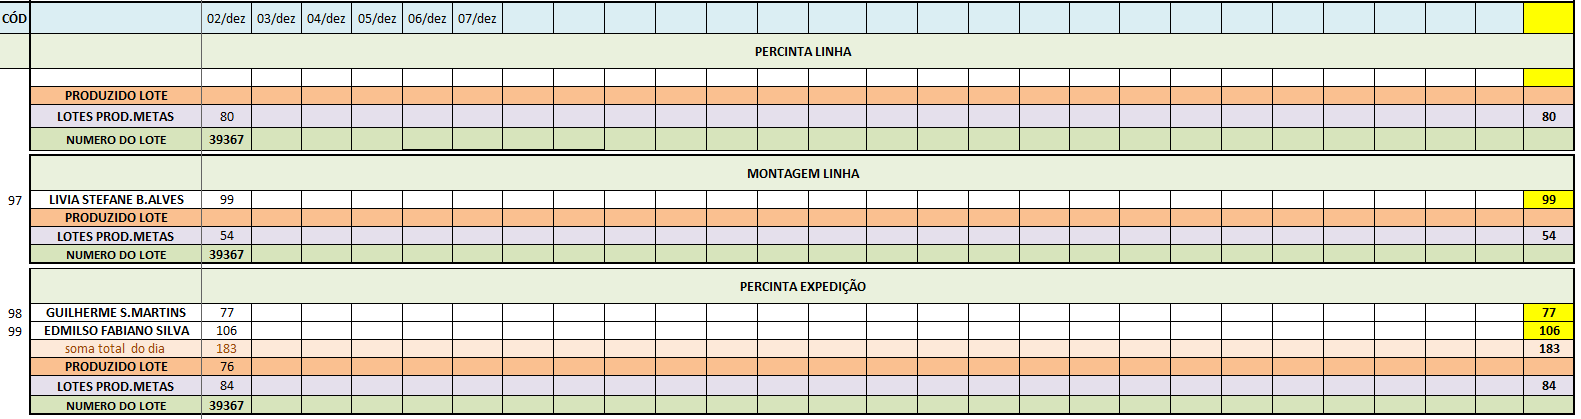 CÓD 02/dez 03/dez 04/dez 05/dez 06/dez 07/dez
PERCINTA LINHA
PRODUZIDO LOTE
LOTES PROD.METAS 80 80
NUMERO DO LOTE 39367
MONTAGEM LINHA
97 LIVIA STEFANE B.ALVES 99 99
PRODUZIDO LOTE
LOTES PROD.METAS 54 54
NUMERO DO LOTE 39367
PERCINTA EXPEDIÇÃO
98 GUILHERME S.MARTINS 77 77
99 EDMILSO FABIANO SILVA 106 106
soma total do dia 183 183
PRODUZIDO LOTE 76
LOTES PROD.METAS 84 84
NUMERO DO LOTE 39367